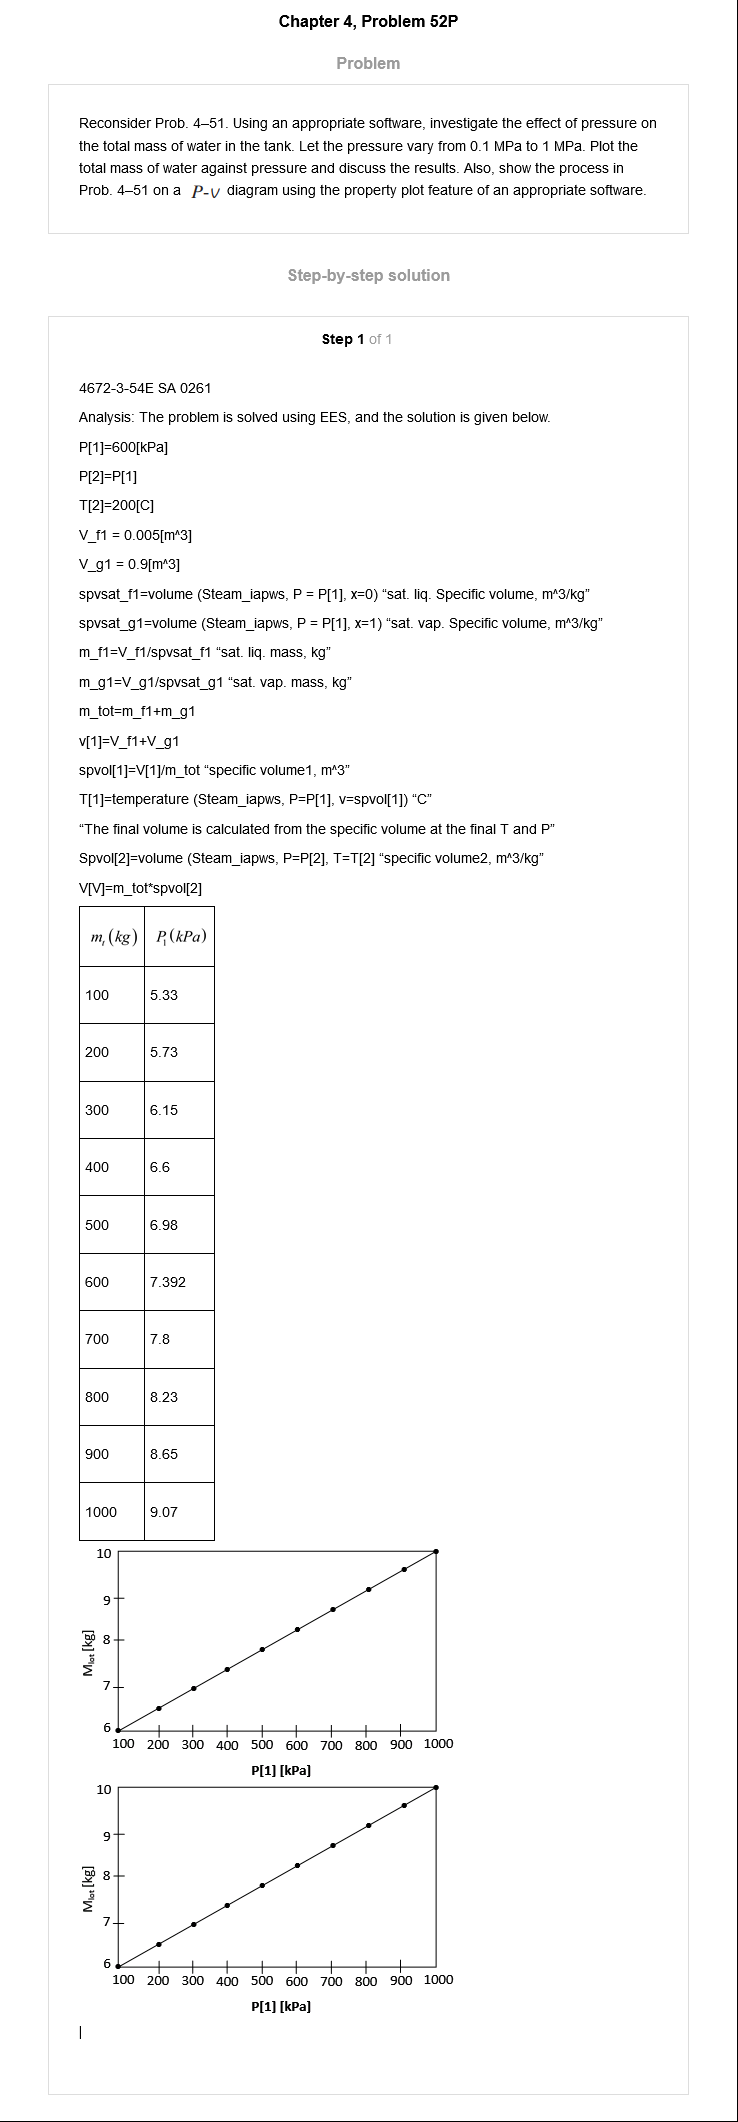 Chapter 4, Problem 52P
Problem
Reconsider Prob. 4–51. Using an appropriate software, investigate the effect of pressure on
the total mass of water in the tank. Let the pressure vary from 0.1 MPa to 1 MPa. Plot the
total mass of water against pressure and discuss the results. Also, show the process in
Prob. 4–51 on a P-v diagram using the property plot feature of an appropriate software.
Step-by-step solution
Step 1 of 1
4672-3-54E SA 0261
Analysis: The problem is solved using EES, and the solution is given below.
P[1]=600[kPa]
P[2]=P[1]
T[2]=200[C]
V_f1 = 0.005[m^3]
V_g1 = 0.9[m^3]
spvsat_f1=volume (Steam_iapws, P = P[1], x=0) “sat. liq. Specific volume, m^3/kg”
spvsat_g1=volume (Steam_iapws, P = P[1], x=1) “sat. vap. Specific volume, m^3/kg”
m_f1=V_f1/spvsat_f1 “sat. liq. mass, kg”
m_g1=V_g1/spvsat_g1 “sat. vap. mass, kg”
m_tot=m_f1+m_g1
v[1]=V_f1+V_g1
spvol[1]=V[1]/m_tot “specific volume1, m^3”
T[1]=temperature (Steam_iapws, P=P[1], v=spvol[1]) “C”
“The final volume is calculated from the specific volume at the final T and P”
Spvol[2]=volume (Steam_iapws, P=P[2], T=T[2] “specific volume2, m^3/kg”
V[V]=m_tot*spvol[2]
m_t (kg) P_1 (kPa)
100 5.33
200 5.73
300 6.15
400 6.6
500 6.98
600 7.392
700 7.8
800 8.23
900 8.65
1000 9.07
10
9
8
7
6
M_tot [kg]
100 200 300 400 500 600 700 800 900 1000
P[1] [kPa]
10
9
8
7
6
M_tot [kg]
100 200 300 400 500 600 700 800 900 1000
P[1] [kPa]
|